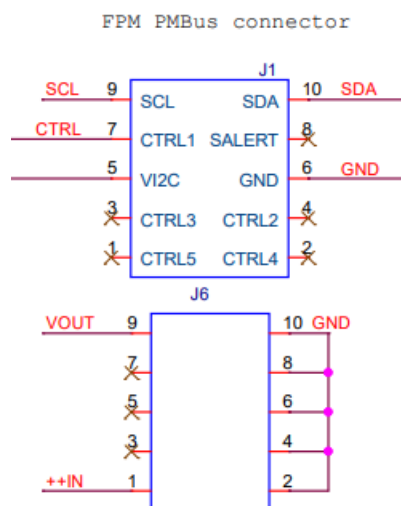 FPM PMBus connector
J1
SCL 9 SCL SDA 10 SDA
CTRL 7 CTRL1 SALERT 8
5 VI2C GND 6 GND
3 CTRL3 CTRL2 4
1 CTRL5 CTRL4 2
J6
VOUT 9 10 GND
7 8
5 6
3 4
++IN 1 2